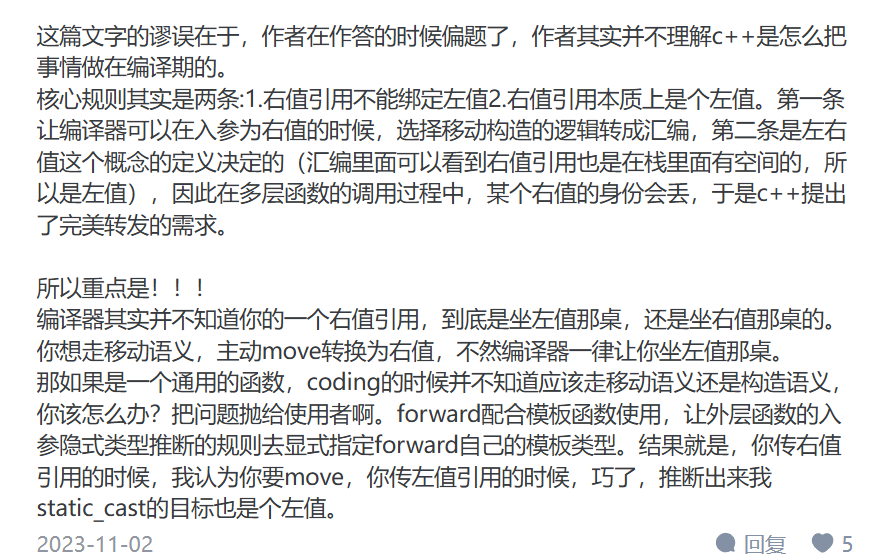 这篇文字的谬误在于，作者在作答的时候偏题了，作者其实并不理解c++是怎么把
事情做在编译期的。
核心规则其实是两条:1.右值引用不能绑定左值2.右值引用本质上是个左值。第一条
让编译器可以在入参为右值的时候，选择移动构造的逻辑转成汇编，第二条是左右
值这个概念的定义决定的（汇编里面可以看到右值引用也是在栈里面有空间的，所
以是左值），因此在多层函数的调用过程中，某个右值的身份会丢，于是c++提出
了完美转发的需求。
所以重点是！！！
编译器其实并不知道你的一个右值引用，到底是坐左值那桌，还是坐右值那桌的。
你想走移动语义，主动move转换为右值，不然编译器一律让你坐左值那桌。
那如果是一个通用的函数，coding的时候并不知道应该走移动语义还是构造语义，
你该怎么办？把问题抛给使用者啊。forward配合模板函数使用，让外层函数的入
参隐式类型推断的规则去显式指定forward自己的模板类型。结果就是，你传右值
引用的时候，我认为你要move，你传左值引用的时候，巧了，推断出来我
static_cast的目标也是个左值。
2023-11-02 回复 5